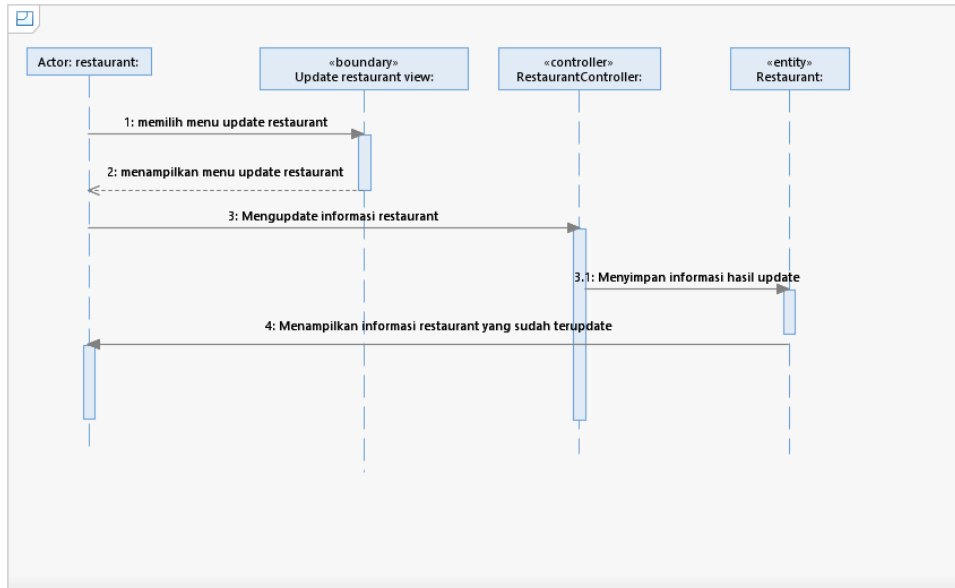 Actor: restaurant:
«boundary»
Update restaurant view:
«controller»
RestaurantController:
«entity»
Restaurant:
1: memilih menu update restaurant
2: menampilkan menu update restaurant
3: Mengupdate informasi restaurant
3.1: Menyimpan informasi hasil update
4: Menampilkan informasi restaurant yang sudah terupdate